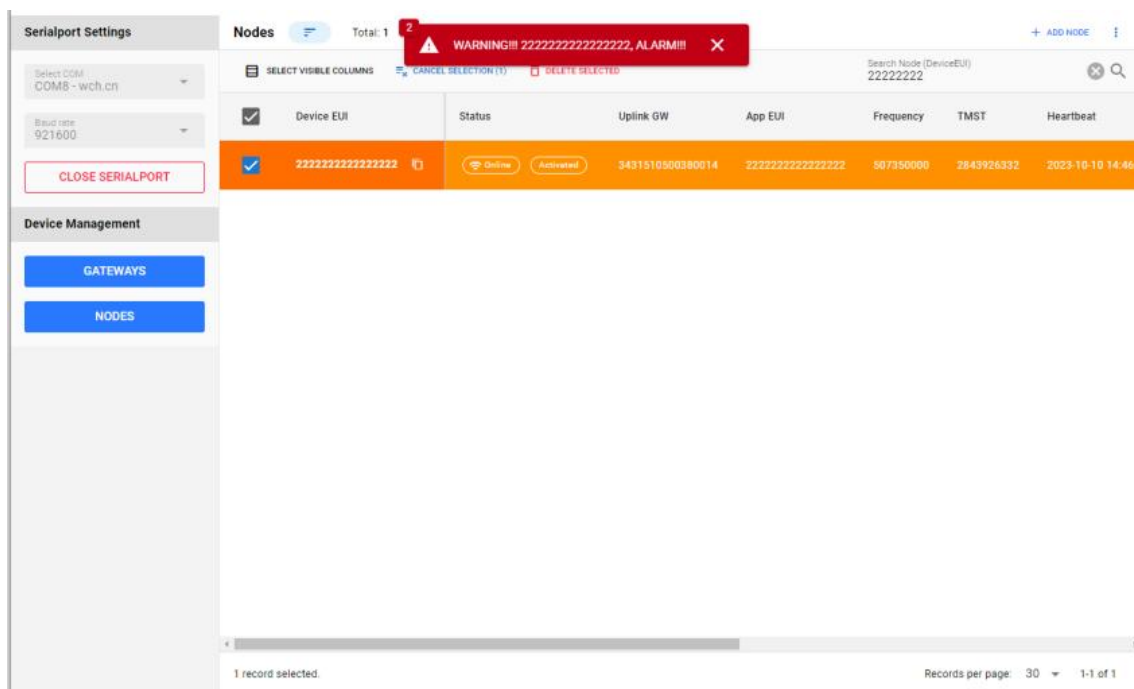 Serialport Settings
Select COM
COM8 - wch.cn
Baud rate
921600
CLOSE SERIALPORT
Device Management
GATEWAYS
NODES
Nodes
Total: 1
2
WARNING!!! 2222222222222222, ALARM!!!
+ ADD NODE
SELECT VISIBLE COLUMNS
CANCEL SELECTION (1)
DELETE SELECTED
Search Node (DeviceEUI)
22222222
Device EUI Status Uplink GW App EUI Frequency TMST Heartbeat
2222222222222222 Online Activated 3431510500380014 2222222222222222 507350000 2843926332 2023-10-10 14:46
1 record selected.
Records per page: 30 1-1 of 1